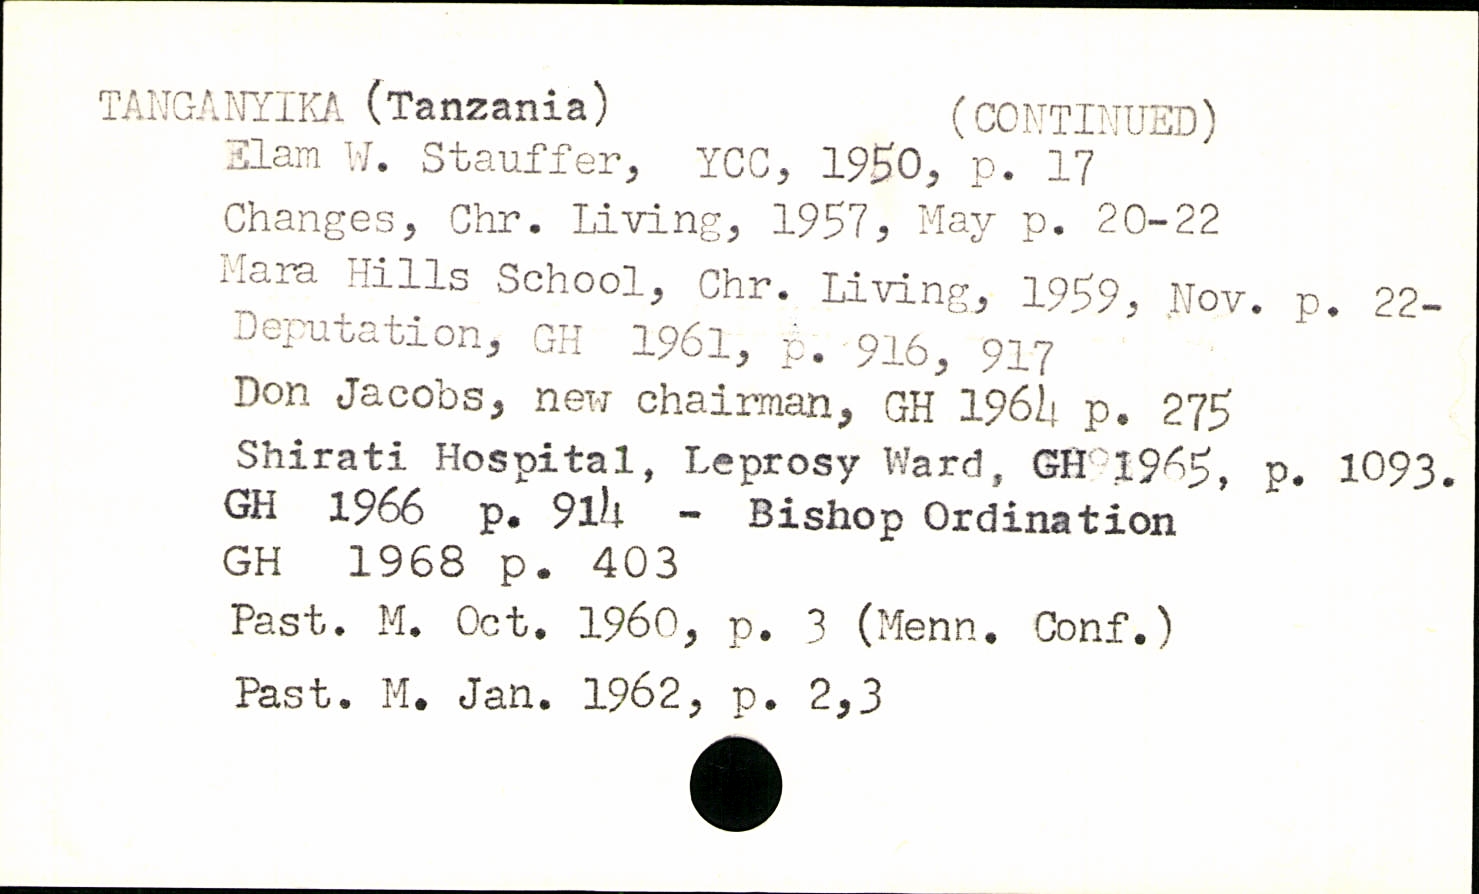 TANGANYIKA (Tanzania) (CONTINUED)
Elam W. Stauffer, YCC, 1950, p. 17
Changes, Chr. Living, 1957, May p. 20-22
Mara Hills School, Chr. Living, 1959, Nov. p. 22-
Deputation, GH 1961, p. 916, 917
Don Jacobs, new chairman, GH 1964 p. 275
Shirati Hospital, Leprosy Ward, GH 1965, p. 1093.
GH 1966 p. 914 - Bishop Ordination
GH 1968 p. 403
Past. M. Oct. 1960, p. 3 (Menn. Conf.)
Past. M. Jan. 1962, p. 2,3